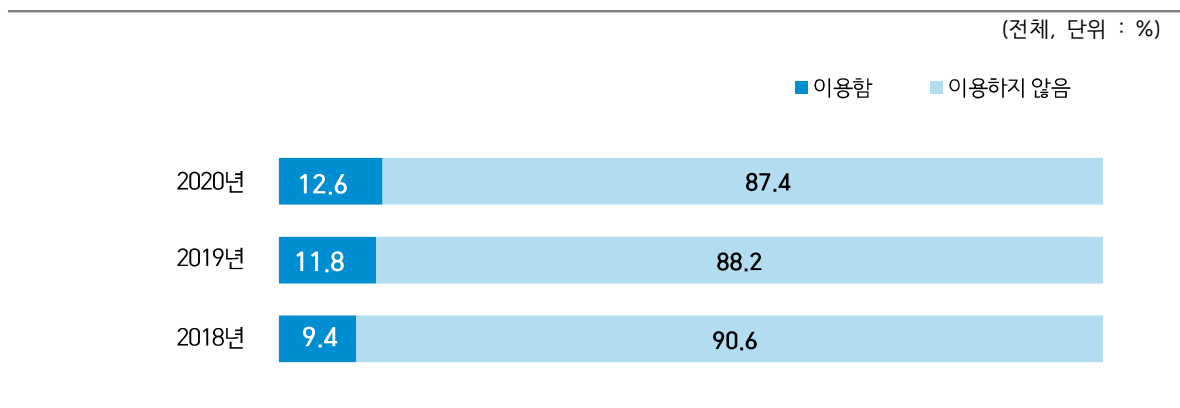 (전체, 단위 : %)
이용함 이용하지 않음
2020년 12.6 87.4
2019년 11.8 88.2
2018년 9.4 90.6